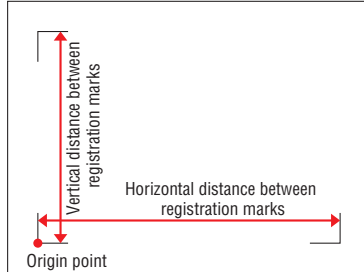 Vertical distance between
registration marks
Horizontal distance between
registration marks
Origin point